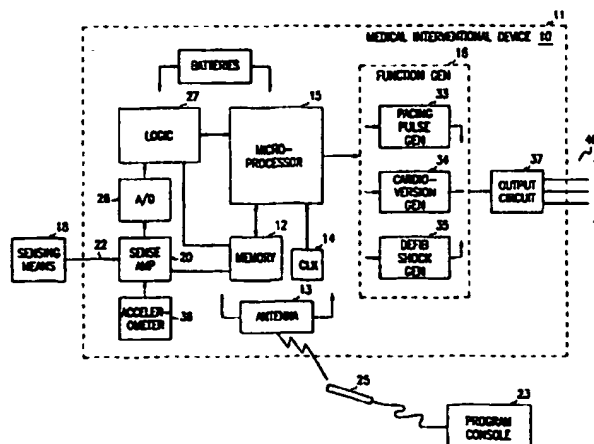 11
MEDICAL INTERVENTIONAL DEVICE 10
BATTERIES
16
FUNCTION GEN
27
LOGIC
15
MICRO-
PROCESSOR
33
PACING
PULSE GEN
34
CARDIO-
VERSION GEN
35
DEFIB
SHOCK GEN
37
OUTPUT
CIRCUIT
40
A/D
18
SENSING
MEANS
22
SENSE
AMP
20
12
MEMORY
14
CLK
ACCELER-
OMETER
13
ANTENNA
25
23
PROGRAM
CONSOLE